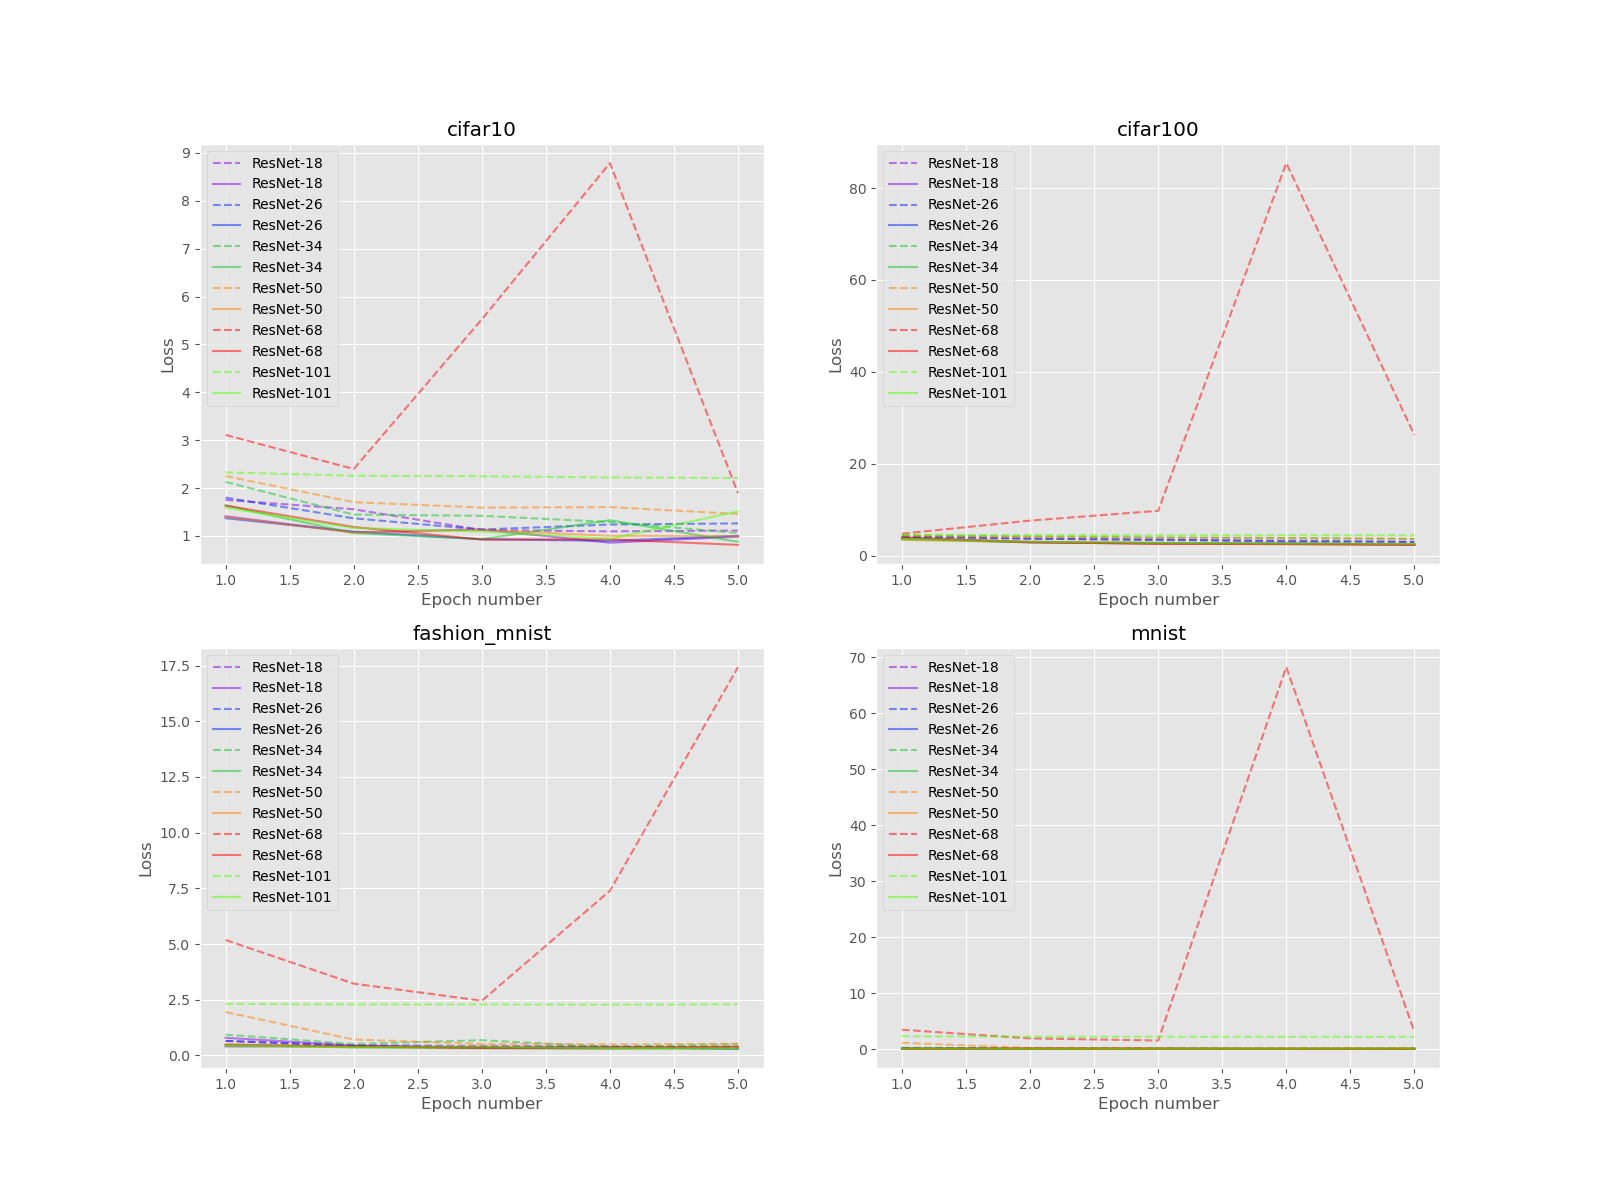 cifar10
9
8
7
6
5
4
3
2
1
Loss
ResNet-18
ResNet-18
ResNet-26
ResNet-26
ResNet-34
ResNet-34
ResNet-50
ResNet-50
ResNet-68
ResNet-68
ResNet-101
ResNet-101
1.0 1.5 2.0 2.5 3.0 3.5 4.0 4.5 5.0
Epoch number
cifar100
80
60
40
20
0
Loss
ResNet-18
ResNet-18
ResNet-26
ResNet-26
ResNet-34
ResNet-34
ResNet-50
ResNet-50
ResNet-68
ResNet-68
ResNet-101
ResNet-101
1.0 1.5 2.0 2.5 3.0 3.5 4.0 4.5 5.0
Epoch number
fashion_mnist
17.5
15.0
12.5
10.0
7.5
5.0
2.5
0.0
Loss
ResNet-18
ResNet-18
ResNet-26
ResNet-26
ResNet-34
ResNet-34
ResNet-50
ResNet-50
ResNet-68
ResNet-68
ResNet-101
ResNet-101
1.0 1.5 2.0 2.5 3.0 3.5 4.0 4.5 5.0
Epoch number
mnist
70
60
50
40
30
20
10
0
Loss
ResNet-18
ResNet-18
ResNet-26
ResNet-26
ResNet-34
ResNet-34
ResNet-50
ResNet-50
ResNet-68
ResNet-68
ResNet-101
ResNet-101
1.0 1.5 2.0 2.5 3.0 3.5 4.0 4.5 5.0
Epoch number